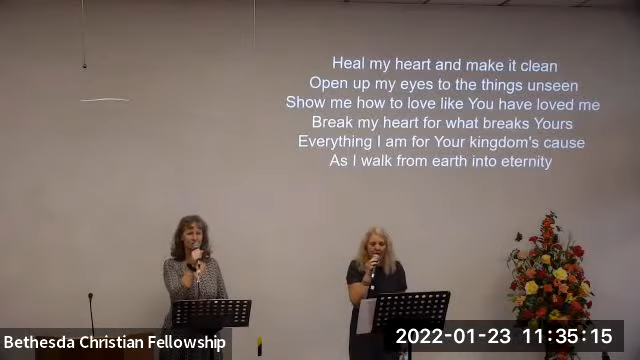 Heal my heart and make it clean
Open up my eyes to the things unseen
Show me how to love like You have loved me
Break my heart for what breaks Yours
Everything I am for Your kingdom's cause
As I walk from earth into eternity
Bethesda Christian Fellowship
2022-01-23 11:35:15